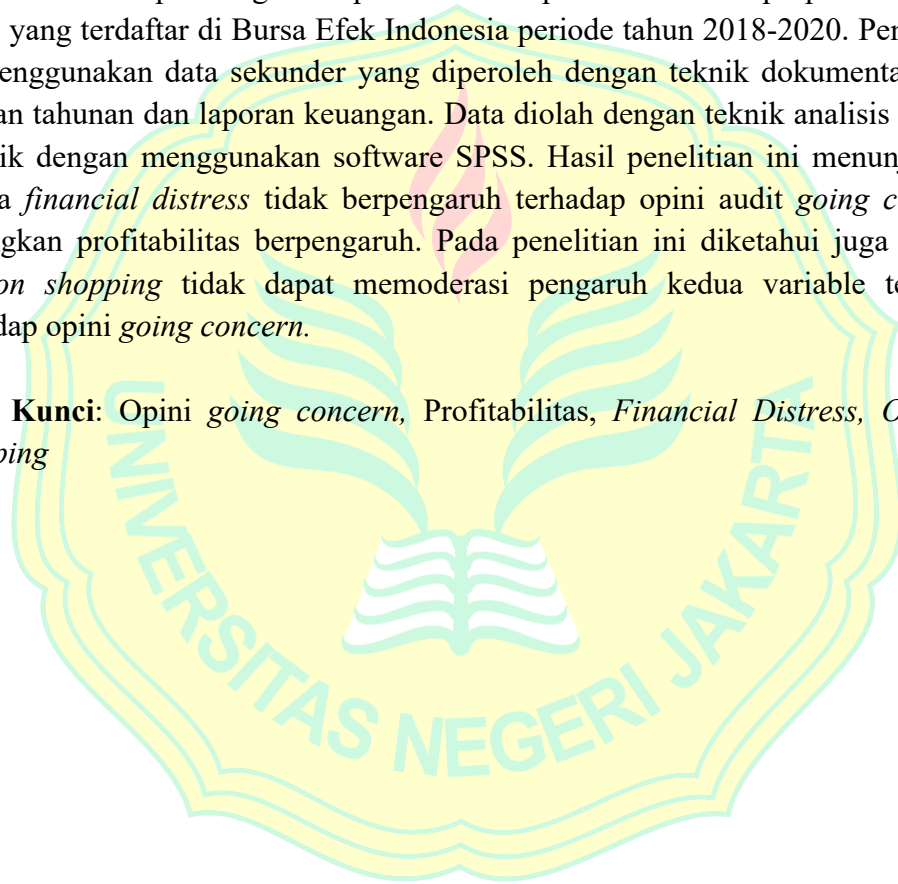 yang terdaftar di Bursa Efek Indonesia periode tahun 2018-2020. Per
enggunakan data sekunder yang diperoleh dengan teknik dokumenta
an tahunan dan laporan keuangan. Data diolah dengan teknik analisis
ik dengan menggunakan software SPSS. Hasil penelitian ini menun
a financial distress tidak berpengaruh terhadap opini audit going c
gkan profitabilitas berpengaruh. Pada penelitian ini diketahui juga
on shopping tidak dapat memoderasi pengaruh kedua variable te
dap opini going concern.
Kunci: Opini going concern, Profitabilitas, Financial Distress, O
ping
UNIVERSITAS NEGERI JAKARTA